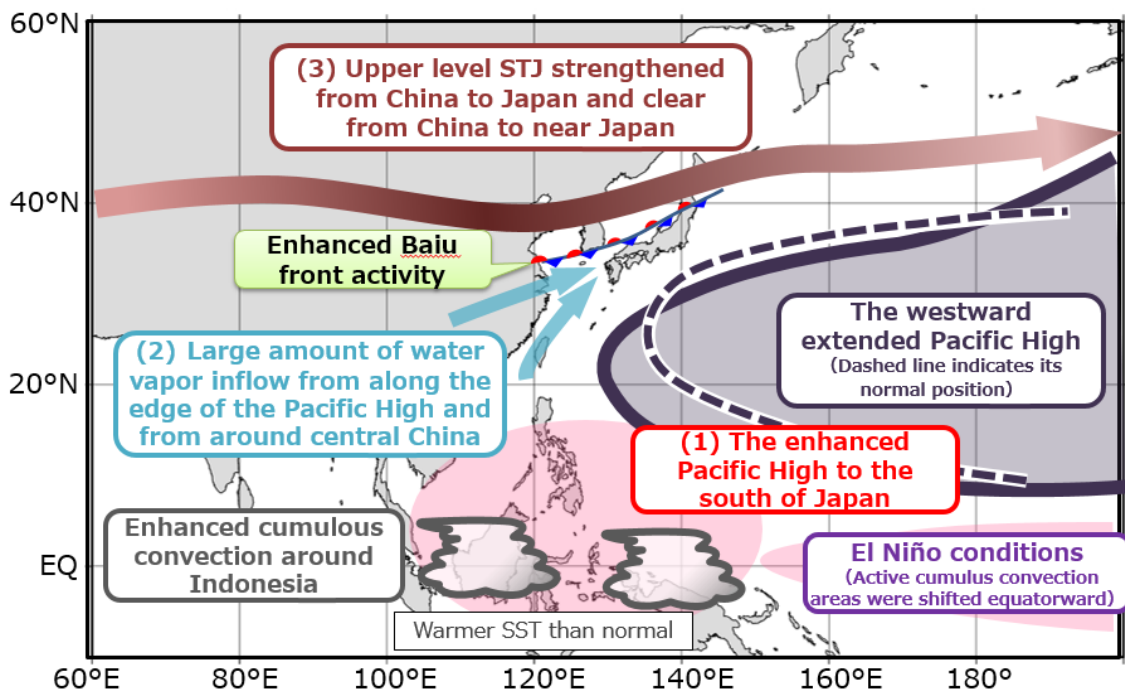 60°N
(3) Upper level STJ strengthened
from China to Japan and clear
from China to near Japan
40°N
Enhanced Baiu
front activity
The westward
extended Pacific High
(Dashed line indicates its
normal position)
(2) Large amount of water
vapor inflow from along the
edge of the Pacific High and
from around central China
20°N
(1) The enhanced
Pacific High to the
south of Japan
Enhanced cumulous
convection around
Indonesia
El Niño conditions
(Active cumulus convection
areas were shifted equatorward)
EQ
Warmer SST than normal
60°E
80°E
100°E
120°E
140°E
160°E
180°